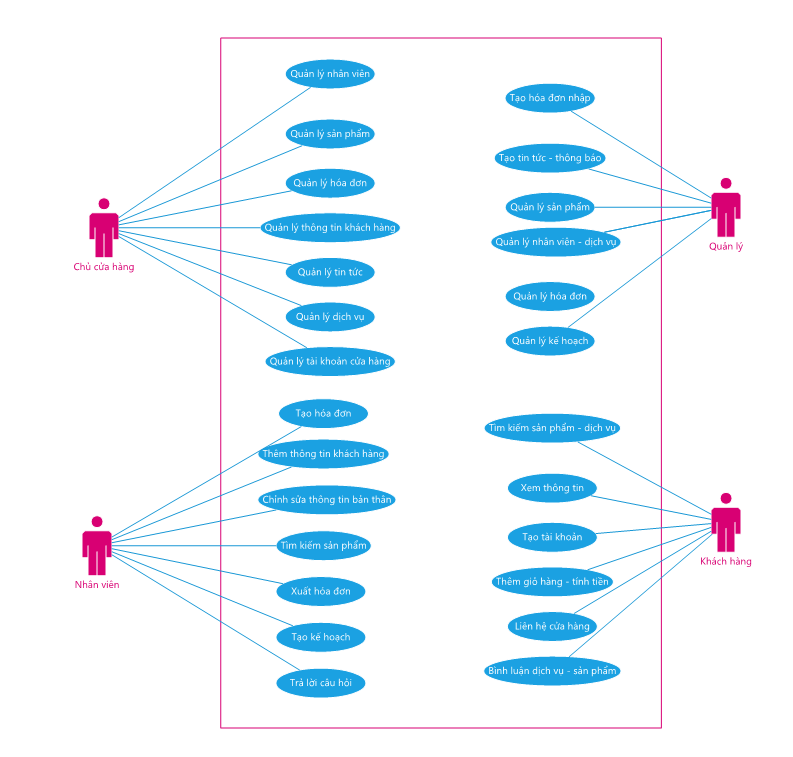 Quản lý nhân viên
Quản lý sản phẩm
Quản lý hóa đơn
Quản lý thông tin khách hàng
Quản lý tin tức
Quản lý dịch vụ
Quản lý tài khoản cửa hàng
Chủ cửa hàng
Tạo hóa đơn nhập
Tạo tin tức - thông báo
Quản lý sản phẩm
Quản lý nhân viên - dịch vụ
Quản lý hóa đơn
Quản lý kế hoạch
Quản lý
Tạo hóa đơn
Thêm thông tin khách hàng
Chỉnh sửa thông tin bản thân
Tìm kiếm sản phẩm
Xuất hóa đơn
Tạo kế hoạch
Trả lời câu hỏi
Nhân viên
Tìm kiếm sản phẩm - dịch vụ
Xem thông tin
Tạo tài khoản
Thêm giỏ hàng - tính tiền
Liên hệ cửa hàng
Bình luận dịch vụ - sản phẩm
Khách hàng